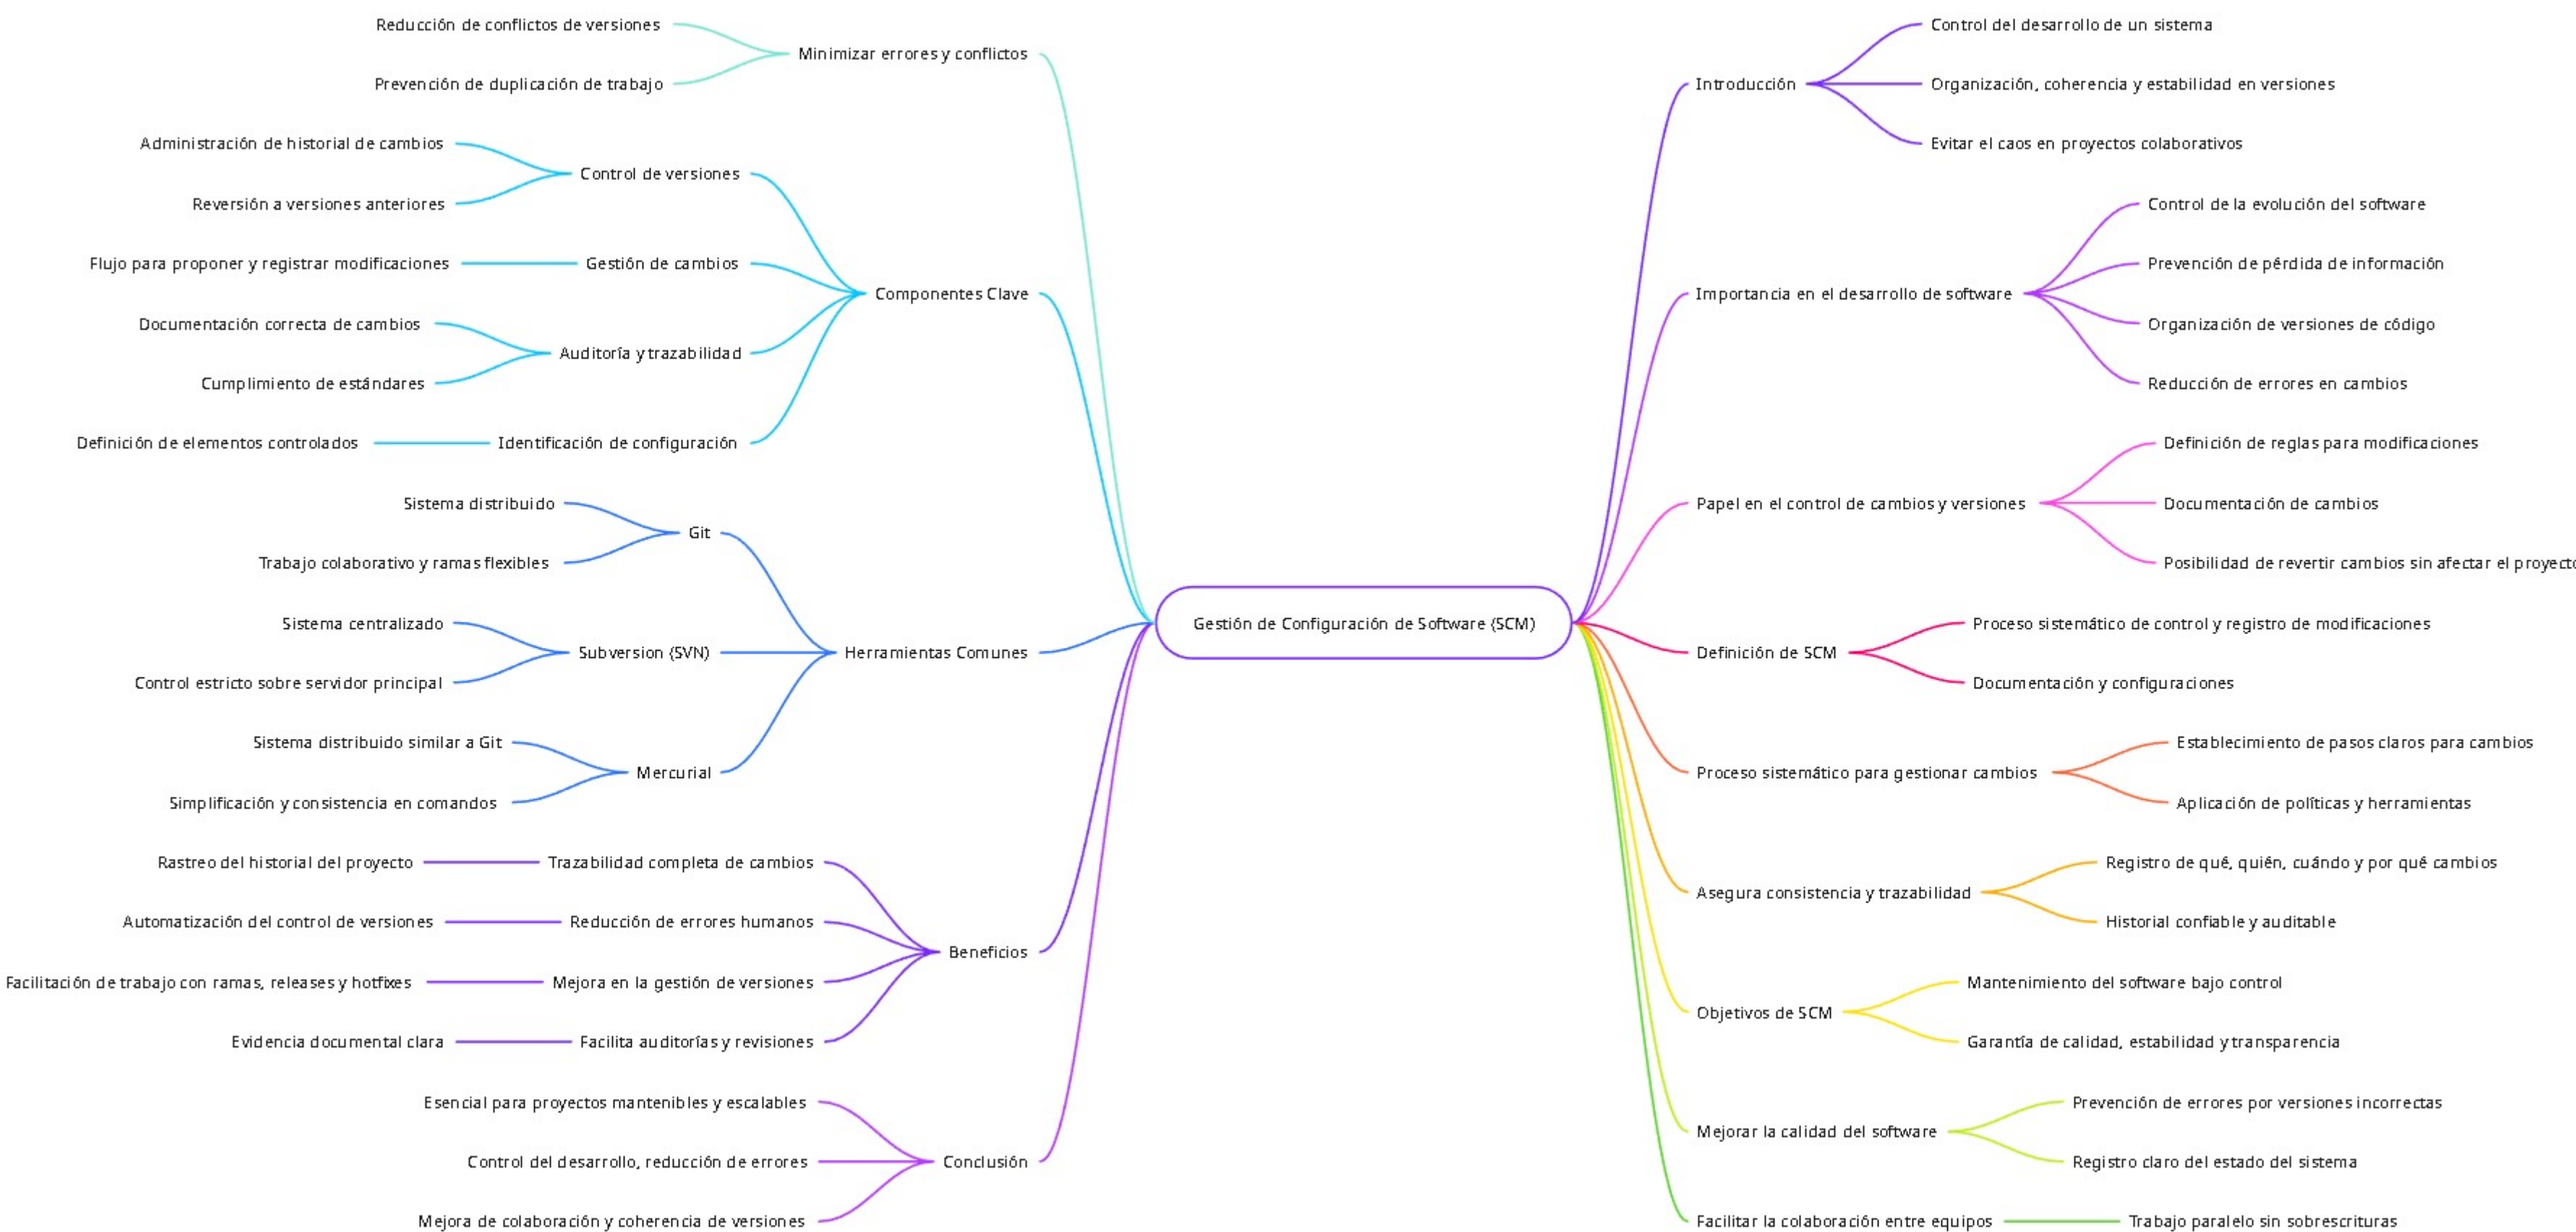 Gestión de Configuración de Software (SCM)
Introducción
Control del desarrollo de un sistema
Organización, coherencia y estabilidad en versiones
Evitar el caos en proyectos colaborativos
Importancia en el desarrollo de software
Control de la evolución del software
Prevención de pérdida de información
Organización de versiones de código
Reducción de errores en cambios
Papel en el control de cambios y versiones
Definición de reglas para modificaciones
Documentación de cambios
Posibilidad de revertir cambios sin afectar el proyecto
Definición de SCM
Proceso sistemático de control y registro de modificaciones
Documentación y configuraciones
Proceso sistemático para gestionar cambios
Establecimiento de pasos claros para cambios
Aplicación de políticas y herramientas
Asegura consistencia y trazabilidad
Registro de qué, quién, cuándo y por qué cambios
Historial confiable y auditable
Objetivos de SCM
Mantenimiento del software bajo control
Garantía de calidad, estabilidad y transparencia
Mejorar la calidad del software
Prevención de errores por versiones incorrectas
Registro claro del estado del sistema
Facilitar la colaboración entre equipos
Trabajo paralelo sin sobrescrituras
Minimizar errores y conflictos
Reducción de conflictos de versiones
Prevención de duplicación de trabajo
Componentes Clave
Control de versiones
Administración de historial de cambios
Reversión a versiones anteriores
Gestión de cambios
Flujo para proponer y registrar modificaciones
Auditoría y trazabilidad
Documentación correcta de cambios
Cumplimiento de estándares
Identificación de configuración
Definición de elementos controlados
Herramientas Comunes
Git
Sistema distribuido
Trabajo colaborativo y ramas flexibles
Subversion (SVN)
Sistema centralizado
Control estricto sobre servidor principal
Mercurial
Sistema distribuido similar a Git
Simplificación y consistencia en comandos
Beneficios
Trazabilidad completa de cambios
Rastreo del historial del proyecto
Reducción de errores humanos
Automatización del control de versiones
Mejora en la gestión de versiones
Facilitación de trabajo con ramas, releases y hotfixes
Facilita auditorías y revisiones
Evidencia documental clara
Conclusión
Esencial para proyectos mantenibles y escalables
Control del desarrollo, reducción de errores
Mejora de colaboración y coherencia de versiones